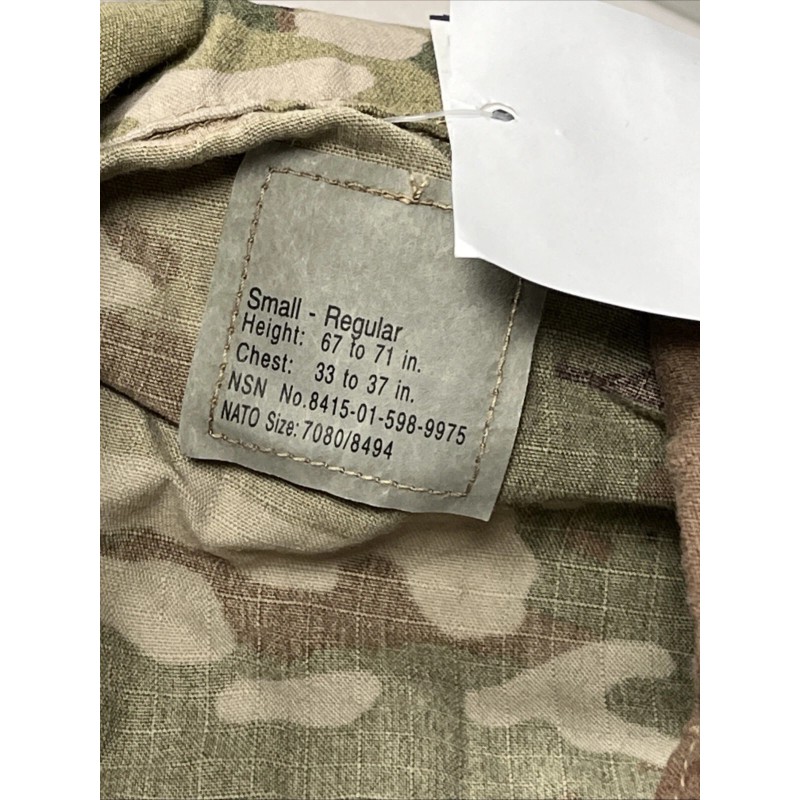 Small - Regular
Height: 67 to 71 in.
Chest: 33 to 37 in.
NSN No.8415-01-598-9975
NATO Size:7080/8494